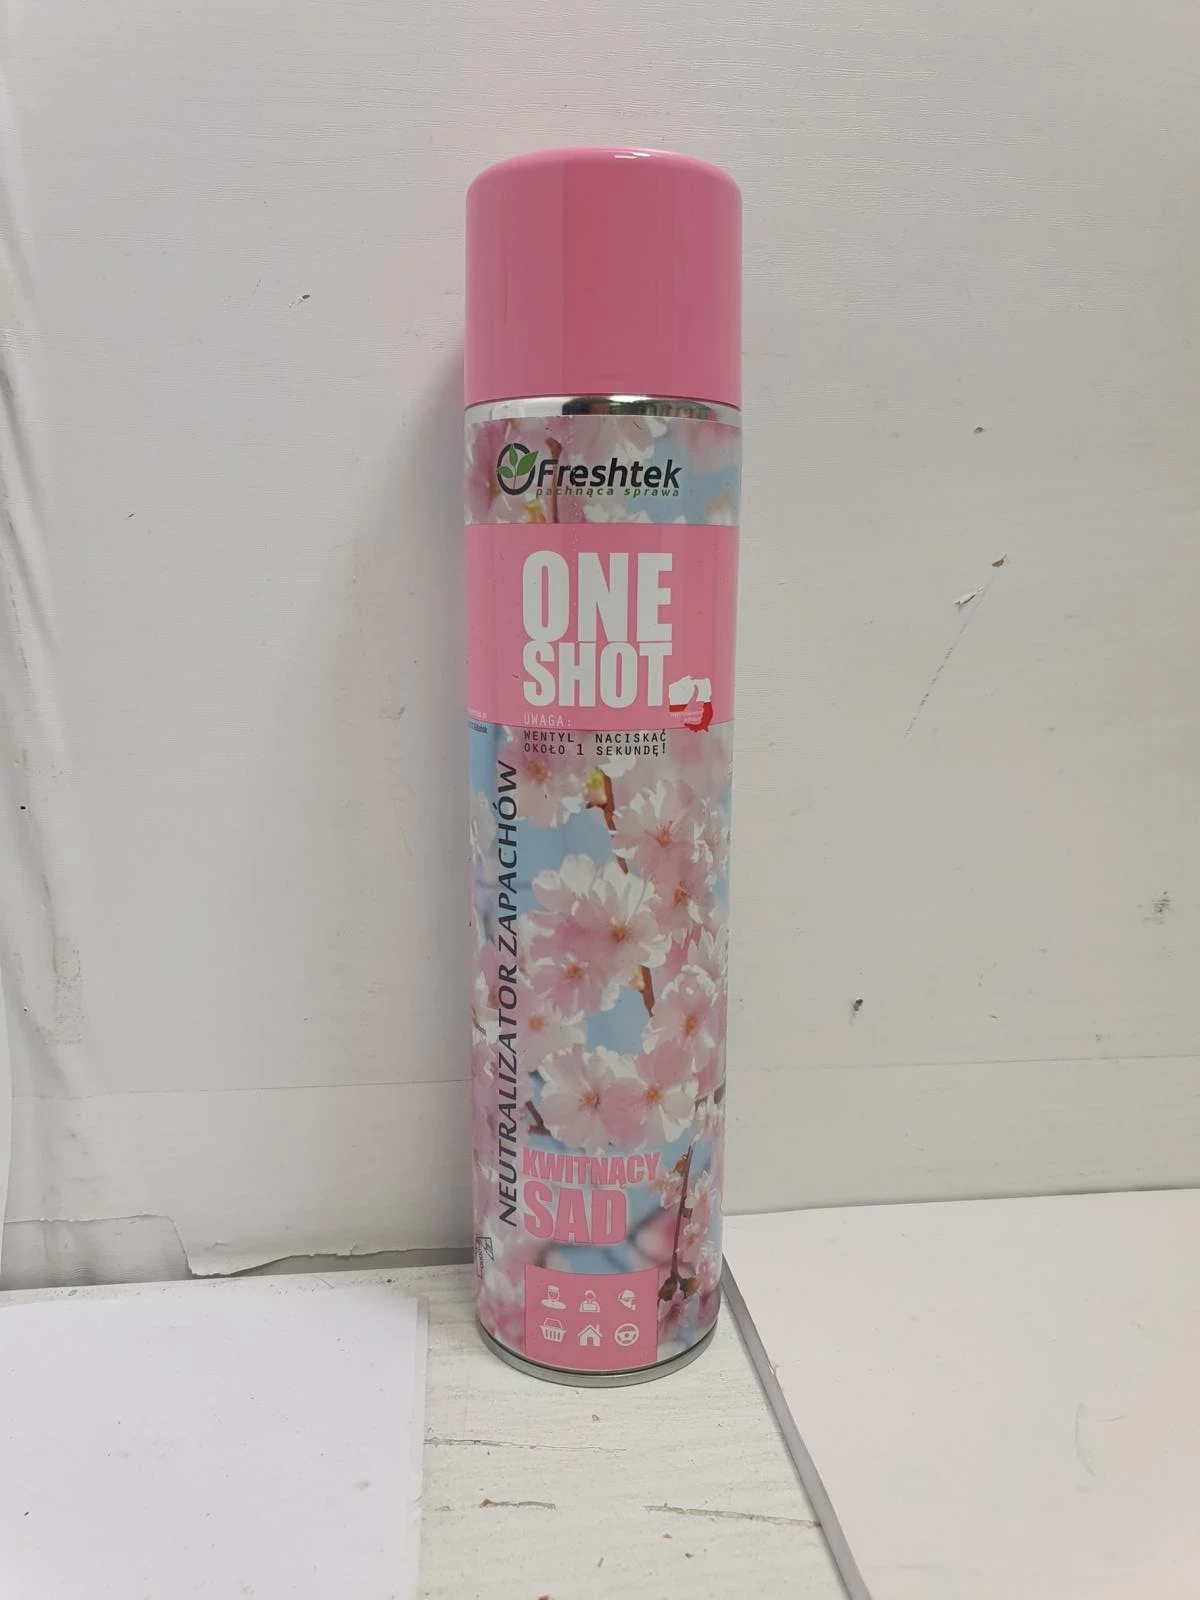 Freshtek
pachnąca sprawa
ONE
SHOT
UWAGA:
WENTYL NACISKAĆ
OKOŁO 1 SEKUNDĘ!
NEUTRALIZATOR ZAPACHÓW
KWITNĄCY
SAD